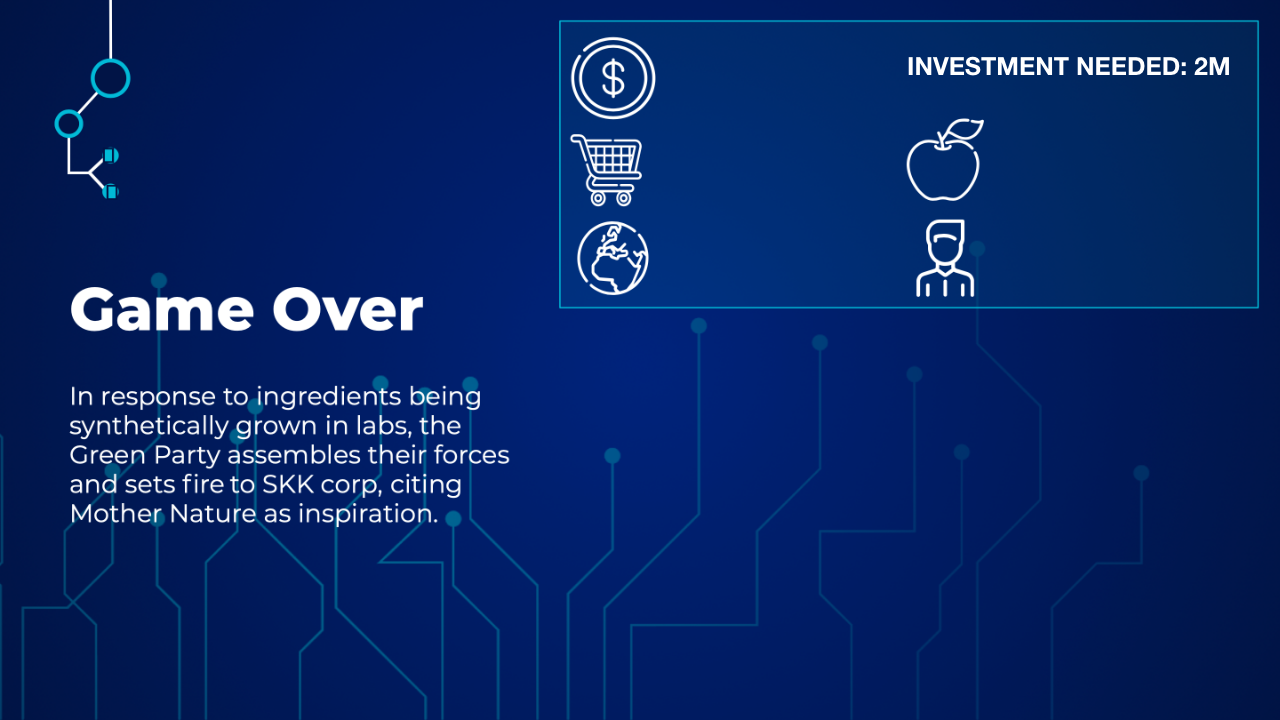 INVESTMENT NEEDED: 2M
Game Over
In response to ingredients being
synthetically grown in labs, the
Green Party assembles their forces
and sets fire to SKK corp, citing
Mother Nature as inspiration.